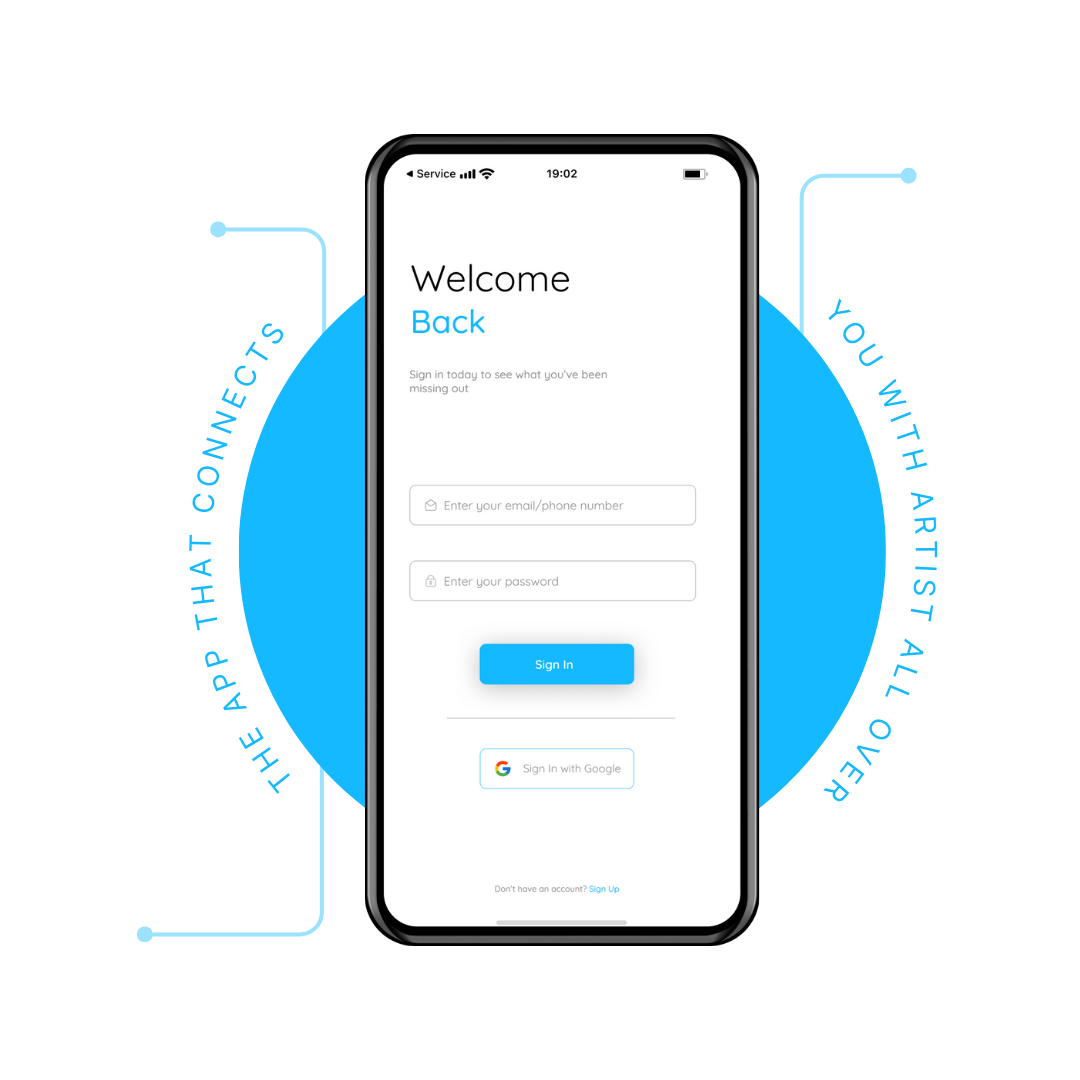 Service
19:02
Welcome
Back
Sign in today to see what you've been
missing out
Enter your email/phone number
Enter your password
Sign In
Sign In with Google
Don't have an account? Sign Up
THE APP THAT CONNECTS
YOU WITH ARTIST ALL OVER